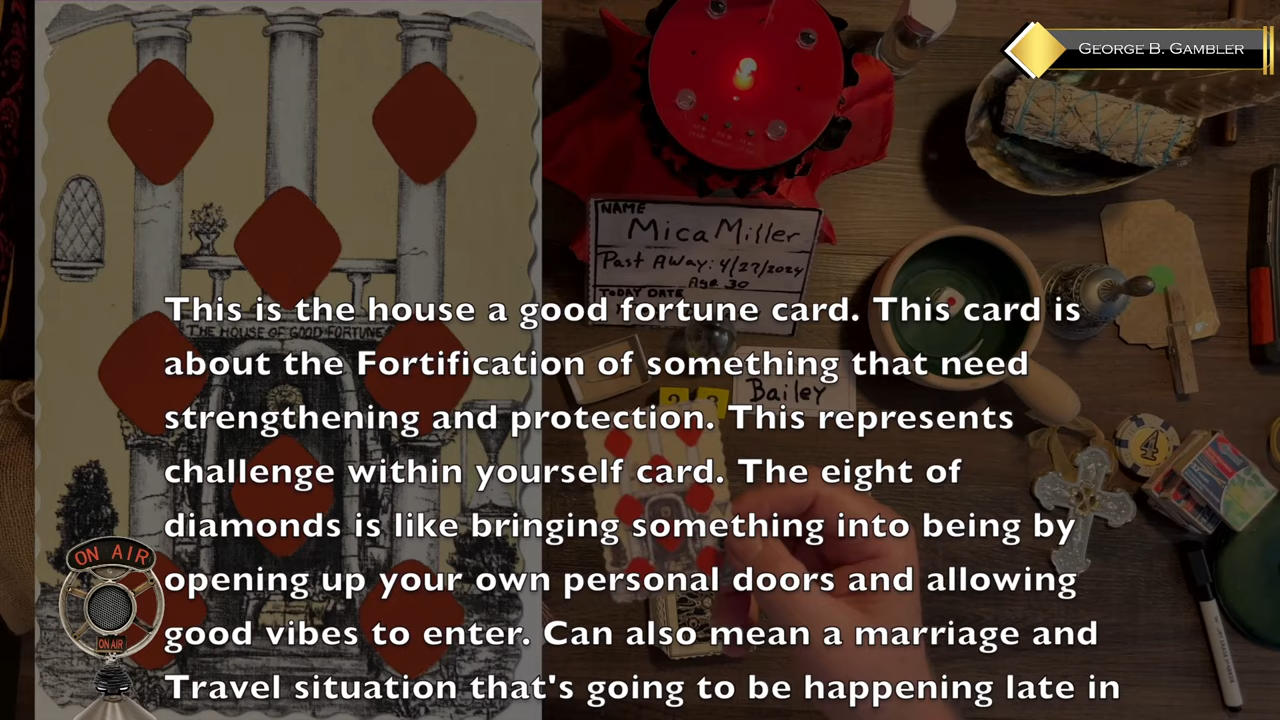 GEORGE B. GAMBLER
NAME
Mica Miller
Past Away: 4/27/2024
Age 30
TODAY DATE
This is the house a good fortune card. This card is
THE HOUSE OF GOOD FORTUNE
about the Fortification of something that need
Bailey
strengthening and protection. This represents
challenge within yourself card. The eight of
diamonds is like bringing something into being by
ON AIR
opening up your own personal doors and allowing
good vibes to enter. Can also mean a marriage and
ON AIR
Travel situation that's going to be happening late in
4